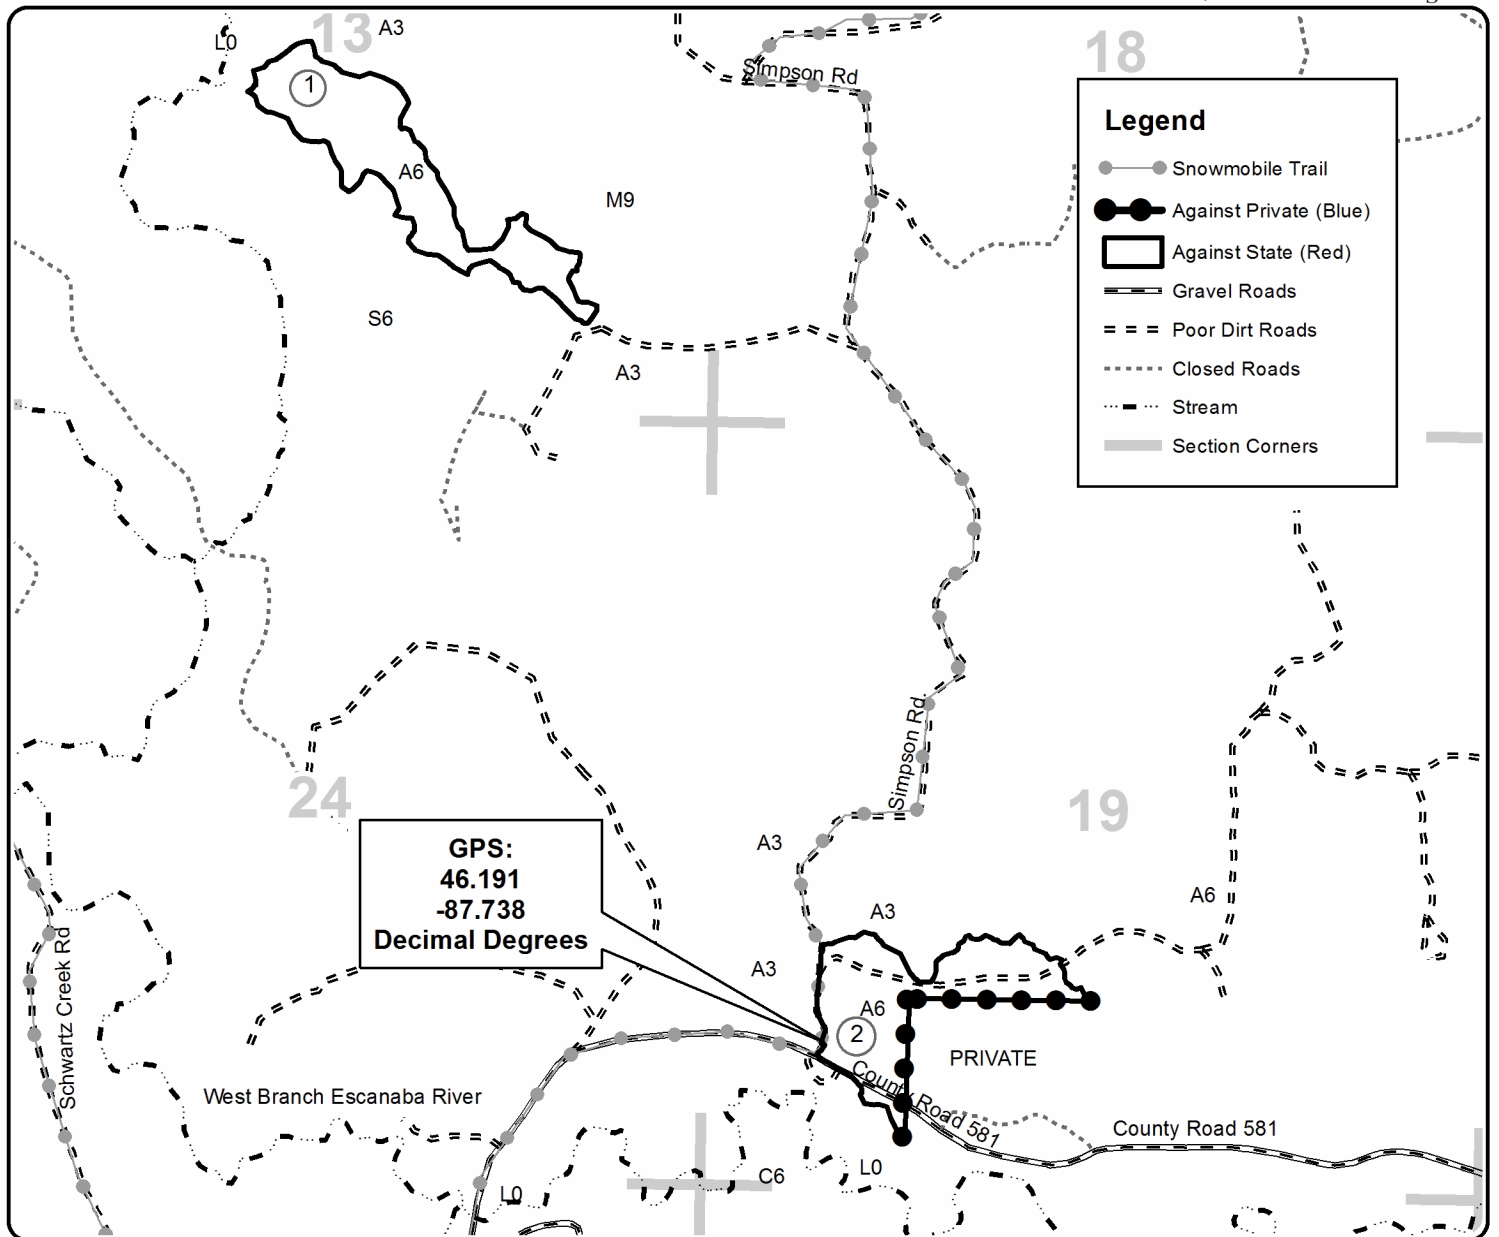 L0
13
A3
18
Simpson Rd
1
A6
M9
S6
A3
Legend
Snowmobile Trail
Against Private (Blue)
Against State (Red)
Gravel Roads
Poor Dirt Roads
Closed Roads
Stream
Section Corners
Simpson Rd
24
19
GPS:
46.191
-87.738
Decimal Degrees
A3
A3
A6
A3
A6
2
PRIVATE
Schwartz Creek Rd
West Branch Escanaba River
County Road 581
County Road 581
L0
C6
L0